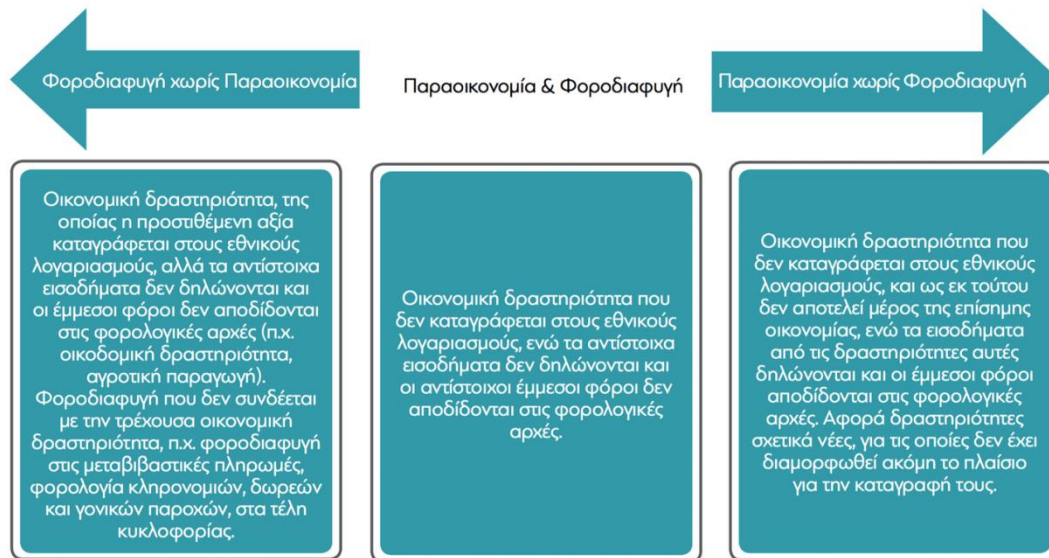 Φοροδιαφυγή χωρίς Παραοικονομία
Παραοικονομία & Φοροδιαφυγή
Παραοικονομία χωρίς Φοροδιαφυγή
Οικονομική δραστηριότητα, της
οποίας η προστιθέμενη αξία
καταγράφεται στους εθνικούς
λογαριασμούς, αλλά τα αντίστοιχα
εισοδήματα δεν δηλώνονται και
οι έμμεσοι φόροι δεν αποδίδονται
στις φορολογικές αρχές (π.χ.
οικοδομική δραστηριότητα,
αγροτική παραγωγή).
Φοροδιαφυγή που δεν συνδέεται
με την τρέχουσα οικονομική
δραστηριότητα, π.χ. φοροδιαφυγή
στις μεταβιβαστικές πληρωμές,
φορολογία κληρονομιών, δωρεών
και γονικών παροχών, στα τέλη
κυκλοφορίας.
Οικονομική δραστηριότητα που
δεν καταγράφεται στους εθνικούς
λογαριασμούς, ενώ τα αντίστοιχα
εισοδήματα δεν δηλώνονται και
οι αντίστοιχοι έμμεσοι φόροι δεν
αποδίδονται στις φορολογικές
αρχές.
Οικονομική δραστηριότητα που
δεν καταγράφεται στους εθνικούς
λογαριασμούς, και ως εκ τούτου
δεν αποτελεί μέρος της επίσημης
οικονομίας, ενώ τα εισοδήματα
από τις δραστηριότητες αυτές
δηλώνονται και οι έμμεσοι φόροι
αποδίδονται στις φορολογικές
αρχές. Αφορά δραστηριότητες
σχετικά νέες, για τις οποίες δεν έχει
διαμορφωθεί ακόμη το πλαίσιο
για την καταγραφή τους.